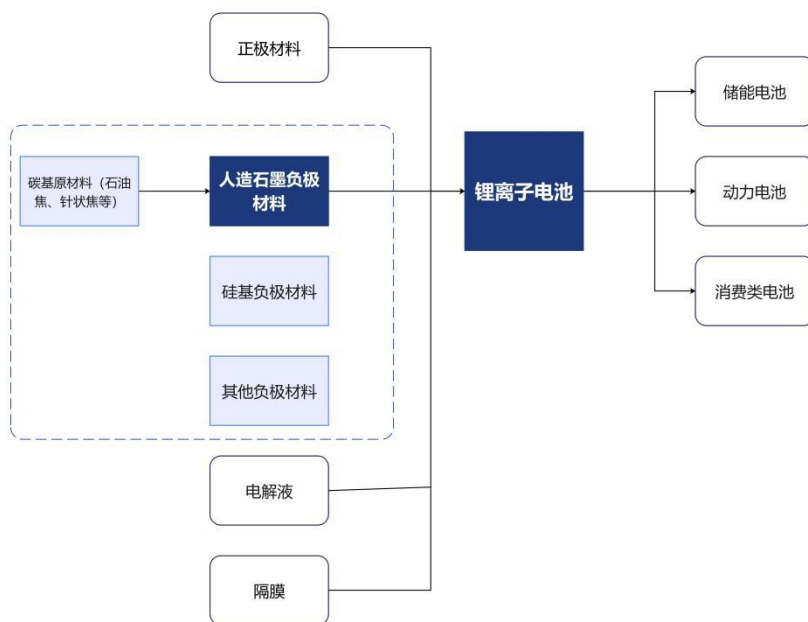 正极材料
储能电池
碳基原材料（石油
焦、针状焦等）
人造石墨负极
材料
锂离子电池
动力电池
硅基负极材料
消费类电池
其他负极材料
电解液
隔膜